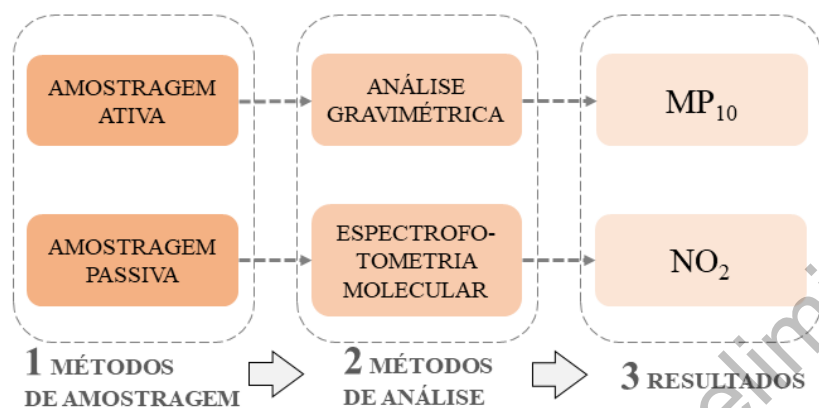 AMOSTRAGEM
ATIVA
ANÁLISE
GRAVIMÉTRICA
MP₁₀
AMOSTRAGEM
PASSIVA
ESPECTROFO-
TOMETRIA
MOLECULAR
NO₂
1 MÉTODOS
DE AMOSTRAGEM
2 MÉTODOS
DE ANÁLISE
3 RESULTADOS